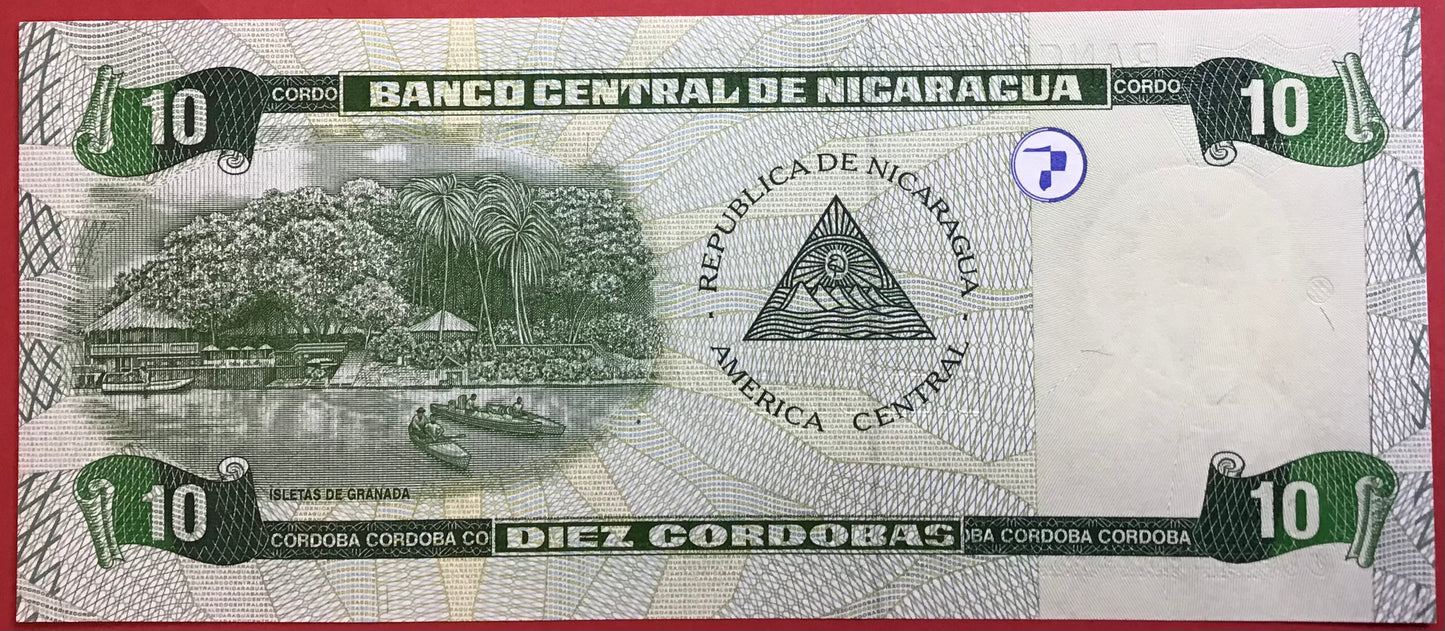 10
CORDO
BANCO CENTRAL DE NICARAGUA
CORDO
10
REPUBLICA DE NICARAGUA
- AMERICA CENTRAL -
10
ISLETAS DE GRANADA
CORDOBA CORDOBA CO
DIEZ CORDOBAS
OBA CORDOBA CORDOBA
10